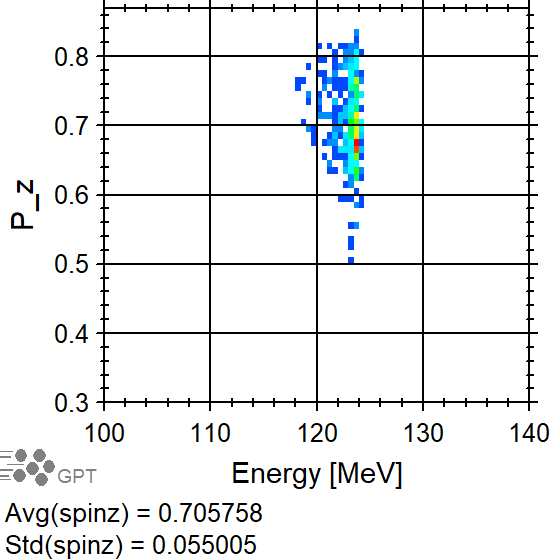 0.8
0.7
0.6
0.5
0.4
0.3
P_z
100 110 120 130 140
Energy [MeV]
GPT
Avg(spinz) = 0.705758
Std(spinz) = 0.055005